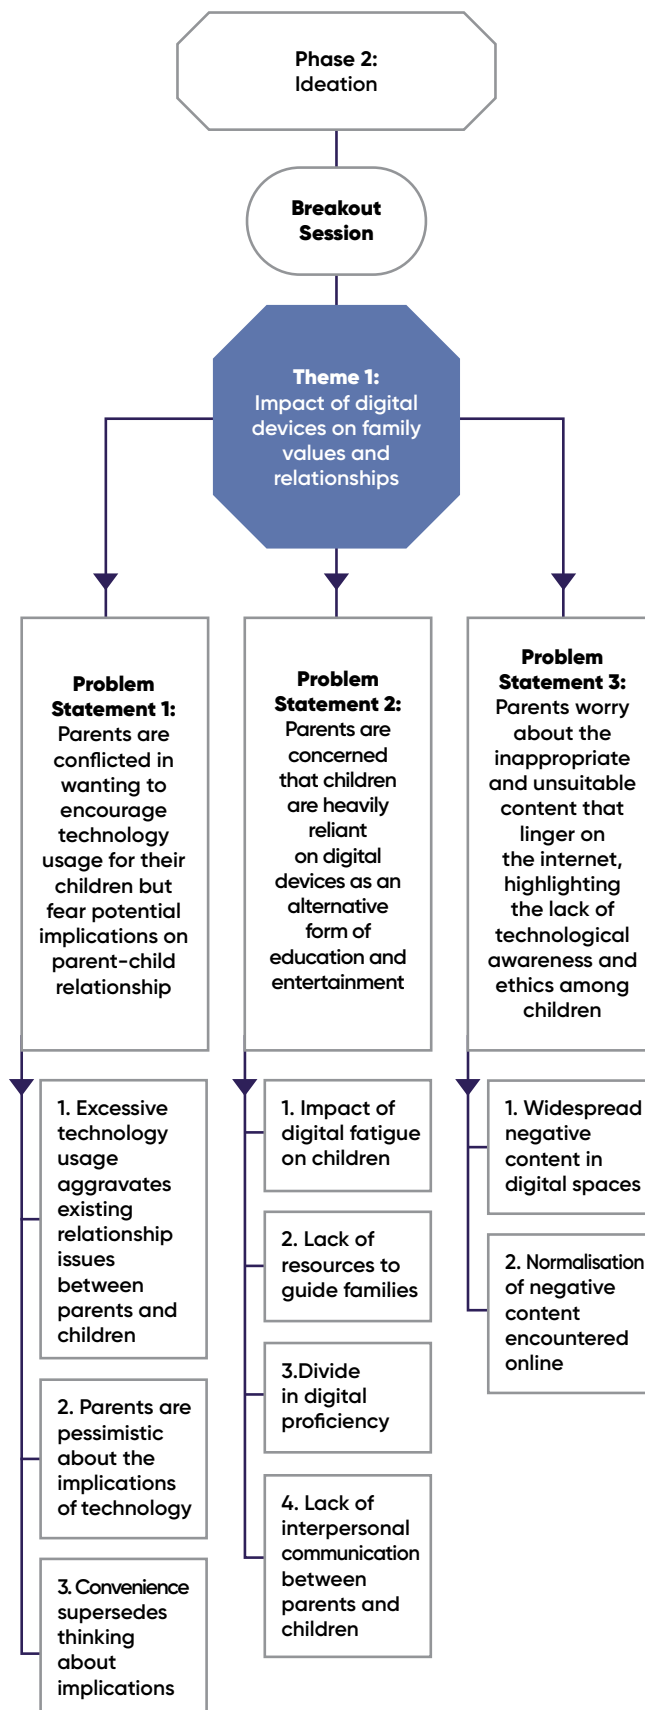 Phase 2:
Ideation
Breakout
Session
Theme 1:
Impact of digital
devices on family
values and
relationships
Problem
Statement 1:
Parents are
conflicted in
wanting to
encourage
technology
usage for their
children but
fear potential
implications on
parent-child
relationship
1. Excessive
technology
usage
aggravates
existing
relationship
issues
between
parents and
children
2. Parents are
pessimistic
about the
implications
of technology
3. Convenience
supersedes
thinking
about
implications
Problem
Statement 2:
Parents are
concerned
that children
are heavily
reliant
on digital
devices as an
alternative
form of
education and
entertainment
1. Impact of
digital fatigue
on children
2. Lack of
resources to
guide families
3.Divide
in digital
proficiency
4. Lack of
interpersonal
communication
between
parents and
children
Problem
Statement 3:
Parents worry
about the
inappropriate
and unsuitable
content that
linger on
the internet,
highlighting
the lack of
technological
awareness and
ethics among
children
1. Widespread
negative
content in
digital spaces
2. Normalisation
of negative
content
encountered
online